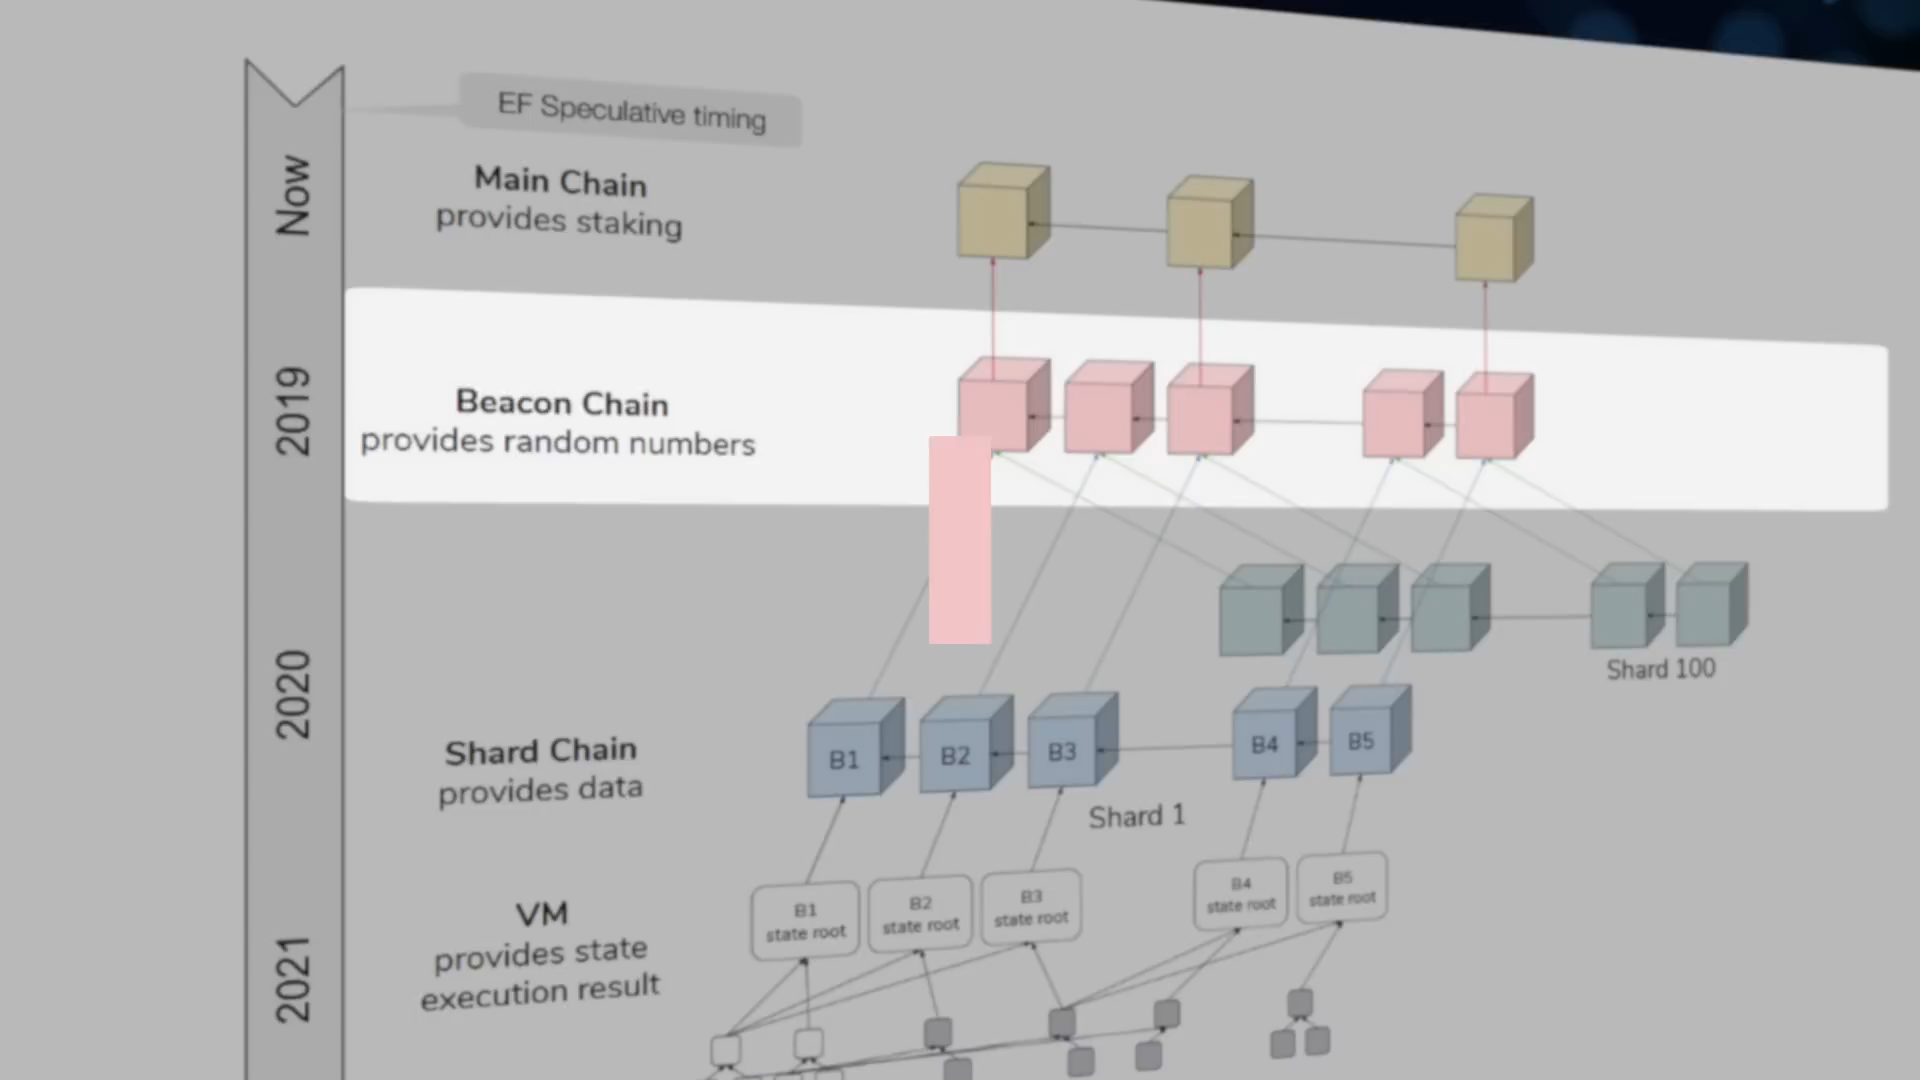 EF Speculative timing
Now
Main Chain
provides staking
2019
Beacon Chain
provides random numbers
2020
Shard 100
Shard Chain
provides data
B1
B2
B3
B4
B5
Shard 1
2021
VM
provides state
execution result
B1
state root
B2
state root
B3
state root
B4
state root
B5
state root